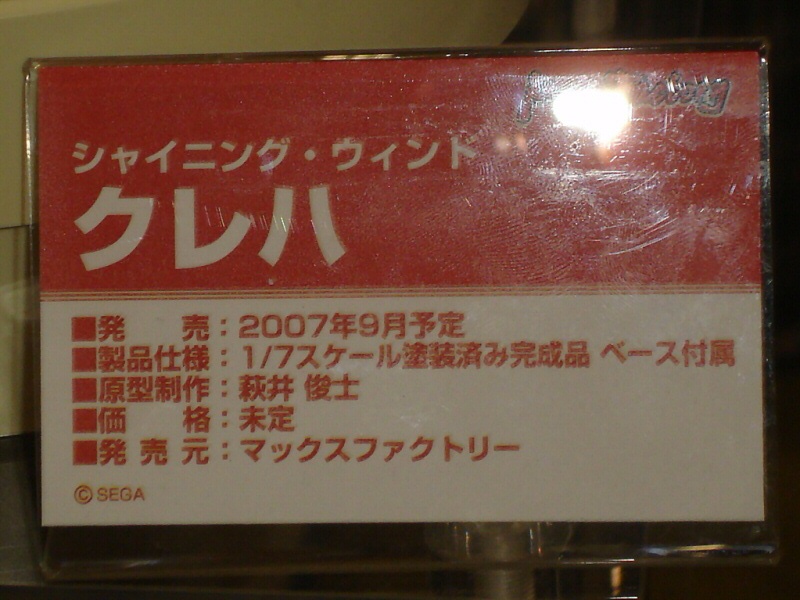 シャイニング・ウィンド
クレハ
■発 売：2007年9月予定
■製品仕様：1/7スケール塗装済み完成品 ベース付属
■原型制作：萩井 俊士
■価 格：未定
■発 売 元：マックスファクトリー
©SEGA